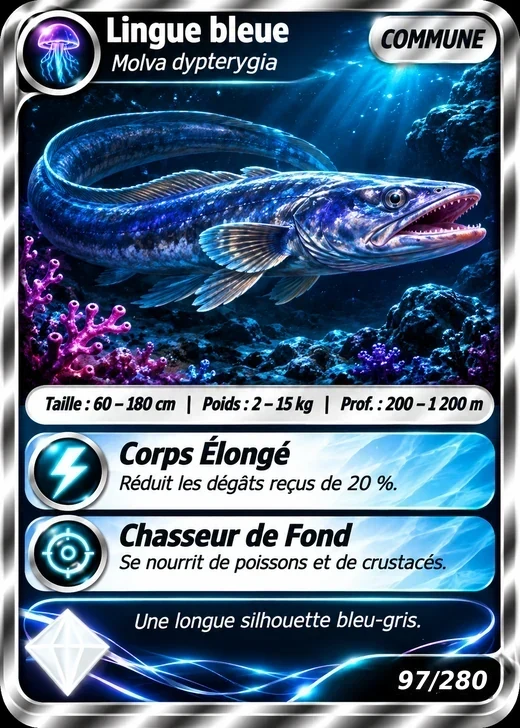 Lingue bleue
Molva dypterygia
COMMUNE
Taille : 60 – 180 cm | Poids : 2 – 15 kg | Prof. : 200 – 1 200 m
Corps Élongé
Réduit les dégâts reçus de 20 %.
Chasseur de Fond
Se nourrit de poissons et de crustacés.
Une longue silhouette bleu-gris.
97/280